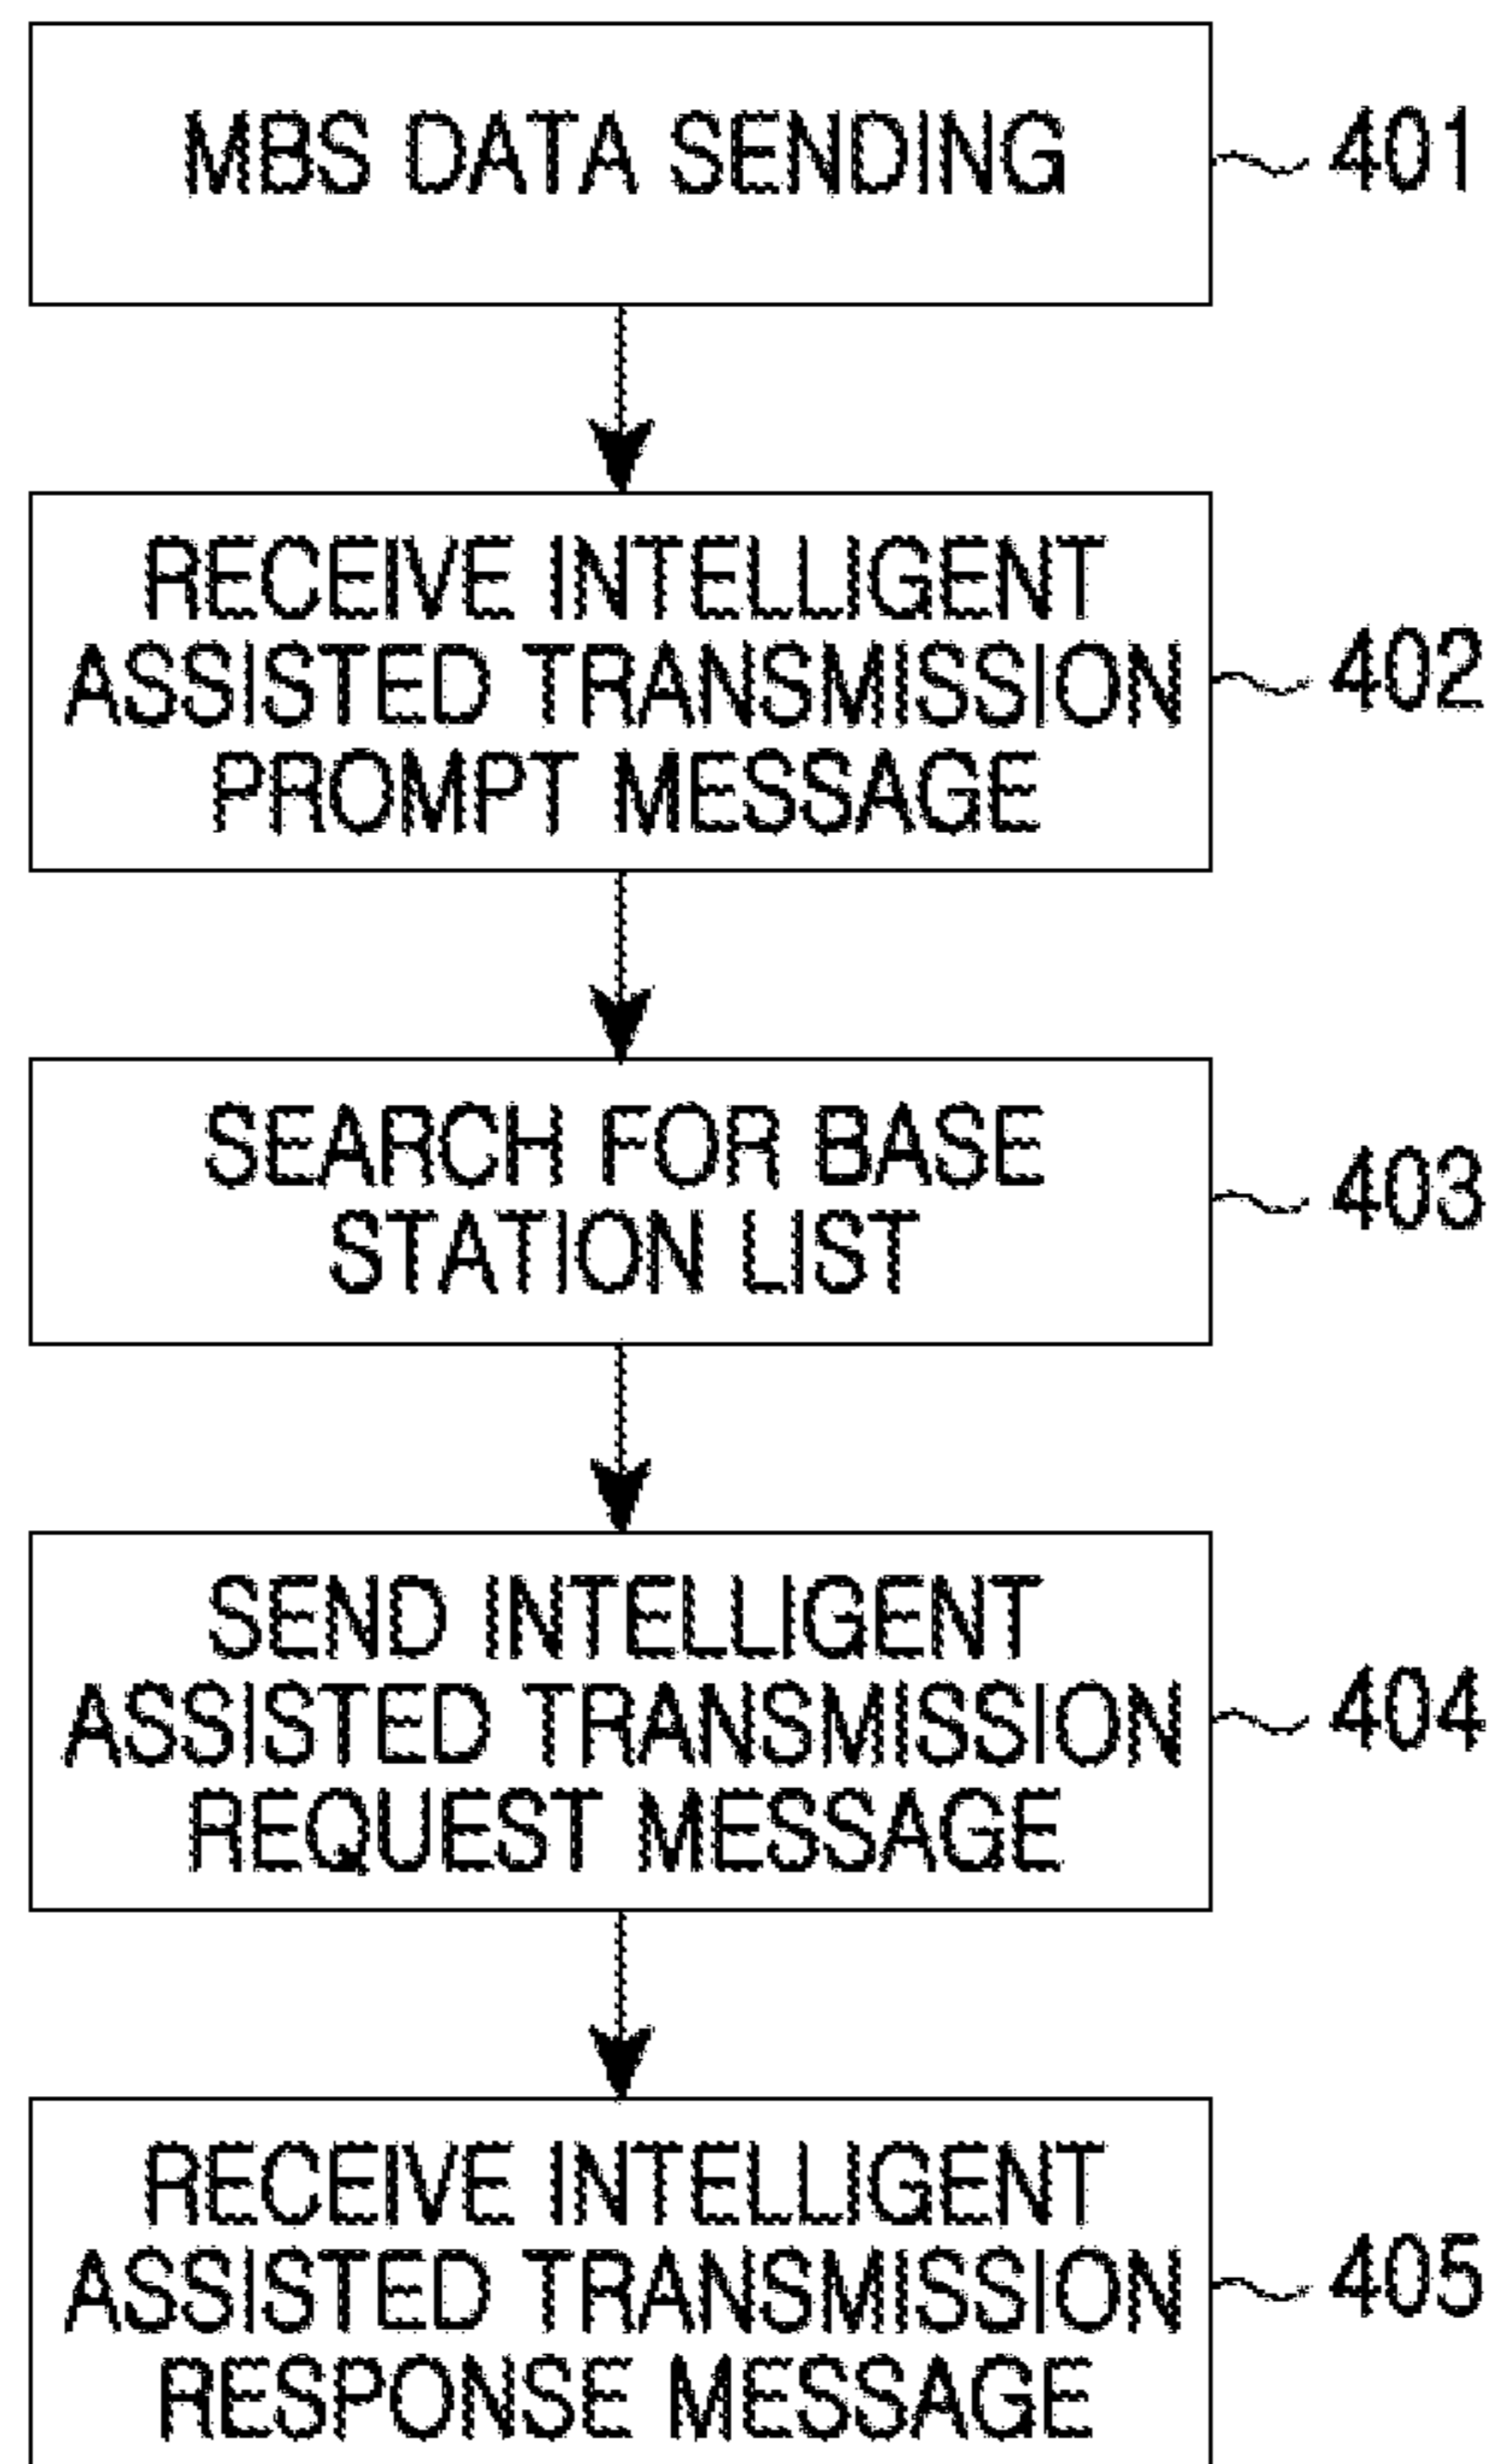 MBS DATA SENDING
401
RECEIVE INTELLIGENT
ASSISTED TRANSMISSION
PROMPT MESSAGE
402
SEARCH FOR BASE
STATION LIST
403
SEND INTELLIGENT
ASSISTED TRANSMISSION
REQUEST MESSAGE
404
RECEIVE INTELLIGENT
ASSISTED TRANSMISSION
RESPONSE MESSAGE
405